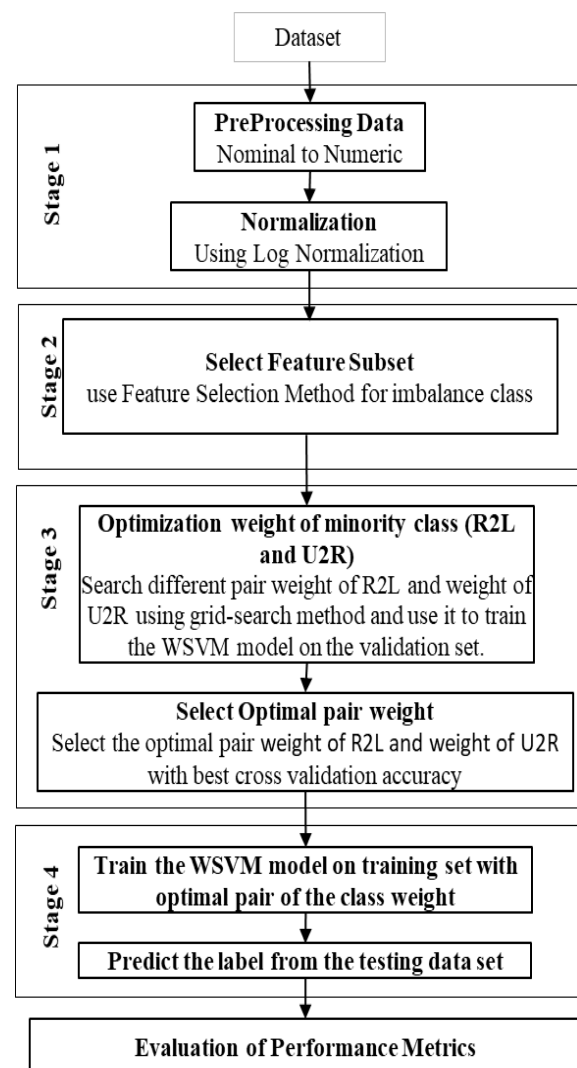 Dataset
Stage 1
PreProcessing Data
Nominal to Numeric
Normalization
Using Log Normalization
Stage 2
Select Feature Subset
use Feature Selection Method for imbalance class
Stage 3
Optimization weight of minority class (R2L
and U2R)
Search different pair weight of R2L and weight of
U2R using grid-search method and use it to train
the WSVM model on the validation set.
Select Optimal pair weight
Select the optimal pair weight of R2L and weight of U2R
with best cross validation accuracy
Stage 4
Train the WSVM model on training set with
optimal pair of the class weight
Predict the label from the testing data set
Evaluation of Performance Metrics